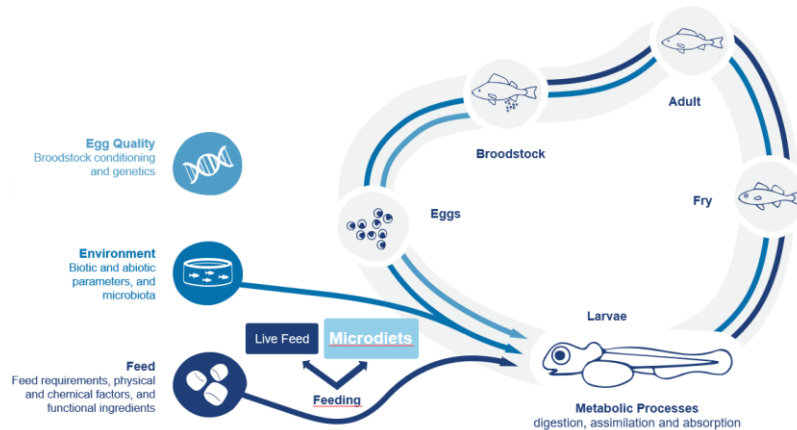 Adult
Broodstock
Egg Quality
Broodstock conditioning
and genetics
Fry
Eggs
Environment
Biotic and abiotic
parameters, and
microbiota
Larvae
Live Feed
Microdiets
Feed
Feed requirements, physical
and chemical factors, and
functional ingredients
Feeding
Metabolic Processes
digestion, assimilation and absorption